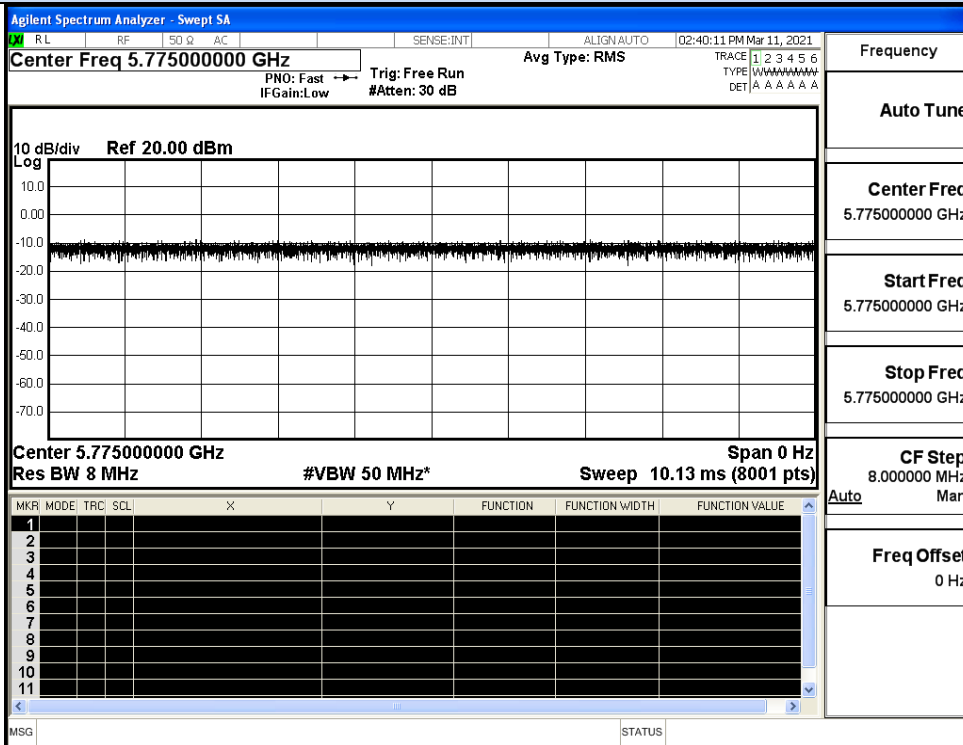 Agilent Spectrum Analyzer - Swept SA
LXI RL RF 50 Ω AC SENSE:INT ALIGN AUTO 02:40:11 PM Mar 11, 2021
Center Freq 5.775000000 GHz
PNO: Fast
IFGain:Low
Trig: Free Run
#Atten: 30 dB
Avg Type: RMS
TRACE 1 2 3 4 5 6
TYPE WWWWWW
DET A A A A A A
10 dB/div Ref 20.00 dBm
Log
10.0
0.00
-10.0
-20.0
-30.0
-40.0
-50.0
-60.0
-70.0
Center 5.775000000 GHz Span 0 Hz
Res BW 8 MHz #VBW 50 MHz* Sweep 10.13 ms (8001 pts)
MKR MODE TRC SCL X Y FUNCTION FUNCTION WIDTH FUNCTION VALUE
1
2
3
4
5
6
7
8
9
10
11
MSG STATUS
Frequency
Auto Tune
Center Freq
5.775000000 GHz
Start Freq
5.775000000 GHz
Stop Freq
5.775000000 GHz
CF Step
8.000000 MHz
Auto Man
Freq Offset
0 Hz